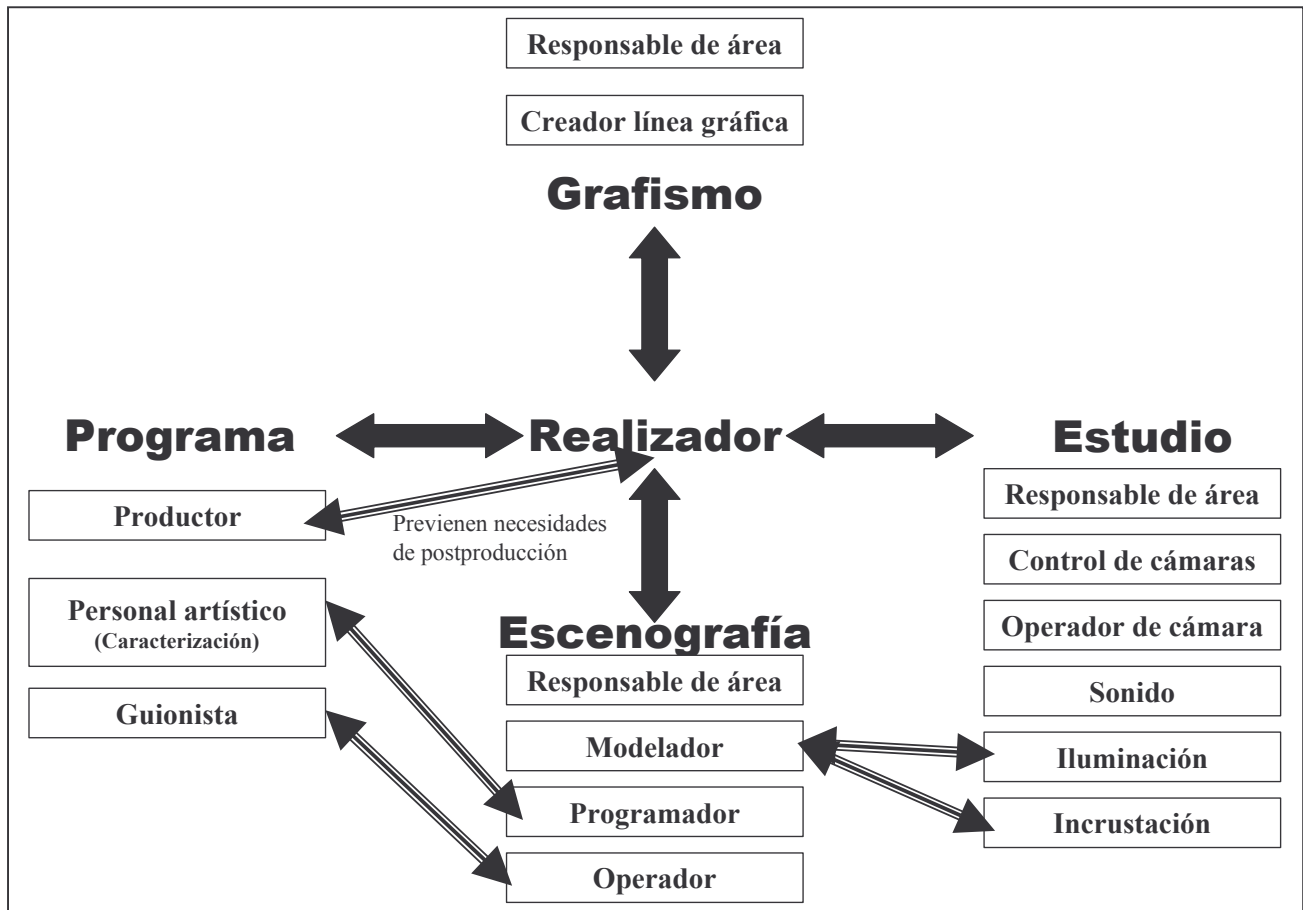 Responsable de área
Creador línea gráfica
Grafismo
Programa
Realizador
Estudio
Productor
Previenen necesidades
de postproducción
Personal artístico
(Caracterización)
Guionista
Escenografía
Responsable de área
Modelador
Programador
Operador
Responsable de área
Control de cámaras
Operador de cámara
Sonido
Iluminación
Incrustación